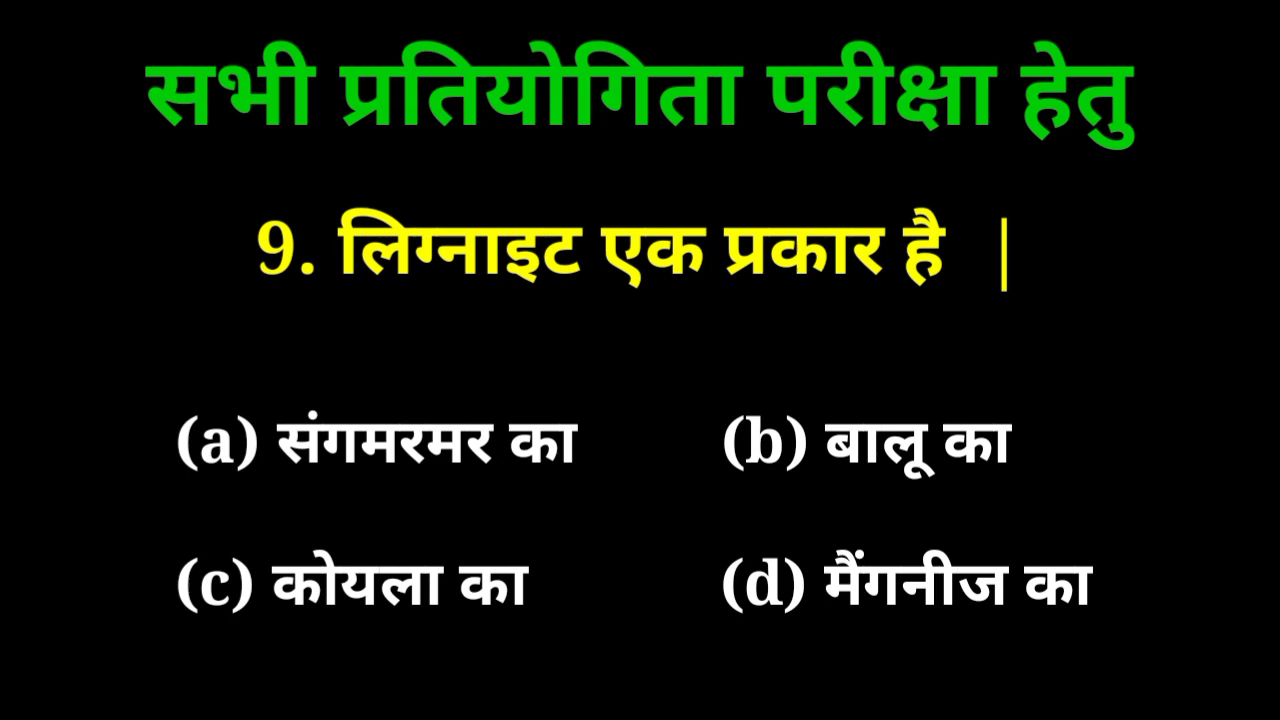 सभी प्रतियोगिता परीक्षा हेतु
9. लिग्नाइट एक प्रकार है |
(a) संगमरमर का (b) बालू का
(c) कोयला का (d) मैंगनीज का